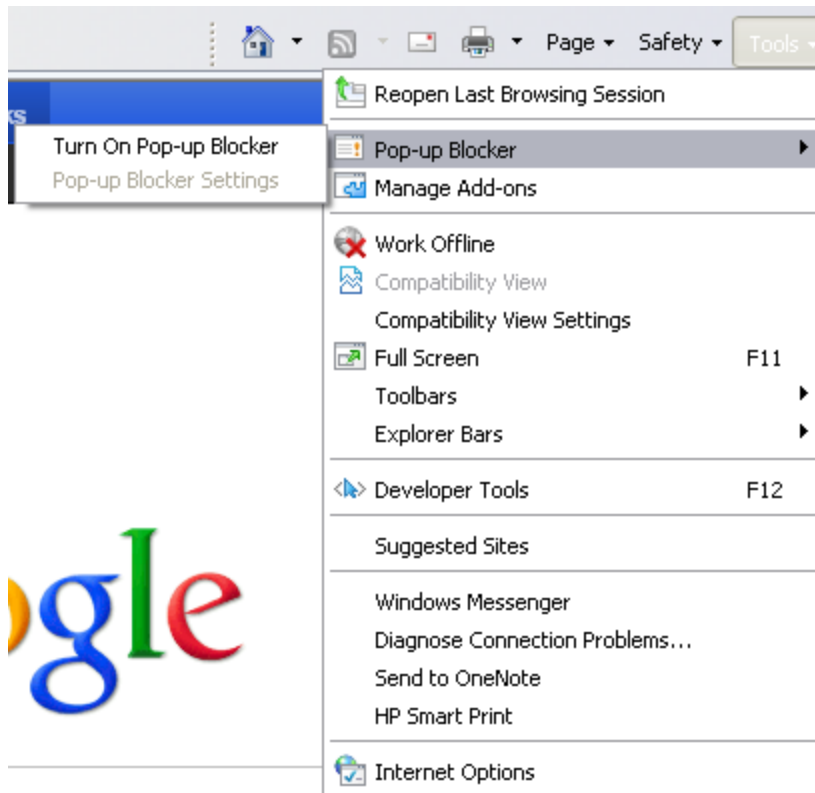 Page Safety Tools
Reopen Last Browsing Session
Pop-up Blocker
Turn On Pop-up Blocker
Pop-up Blocker Settings
Manage Add-ons
Work Offline
Compatibility View
Compatibility View Settings
Full Screen F11
Toolbars
Explorer Bars
Developer Tools F12
Suggested Sites
Windows Messenger
Diagnose Connection Problems...
Send to OneNote
HP Smart Print
Internet Options
ogle